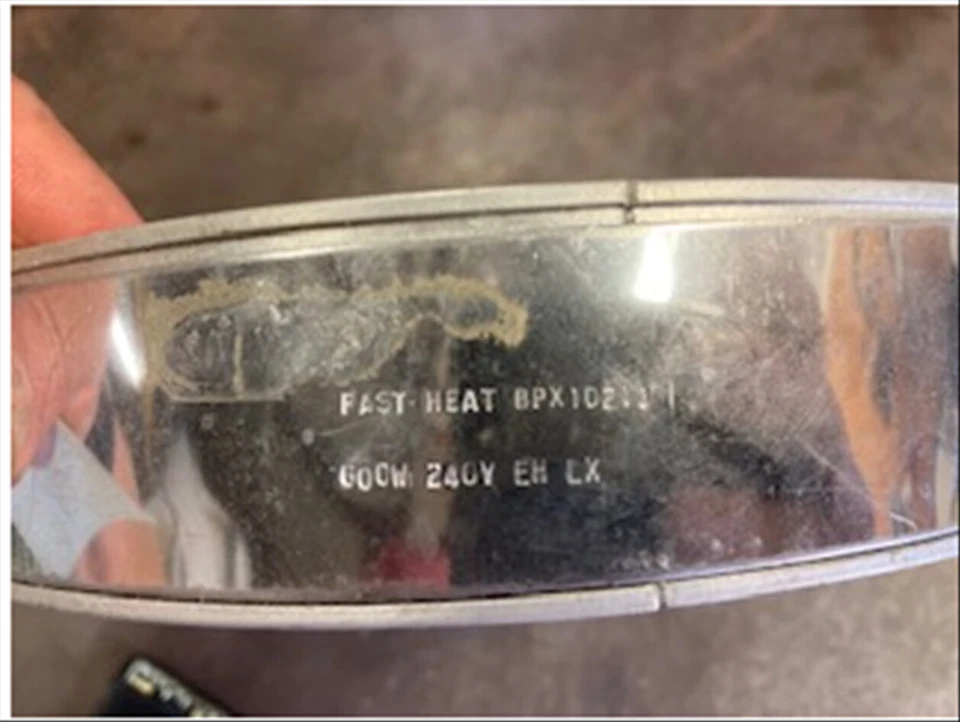 FAST-HEAT
600W 240V EH LX